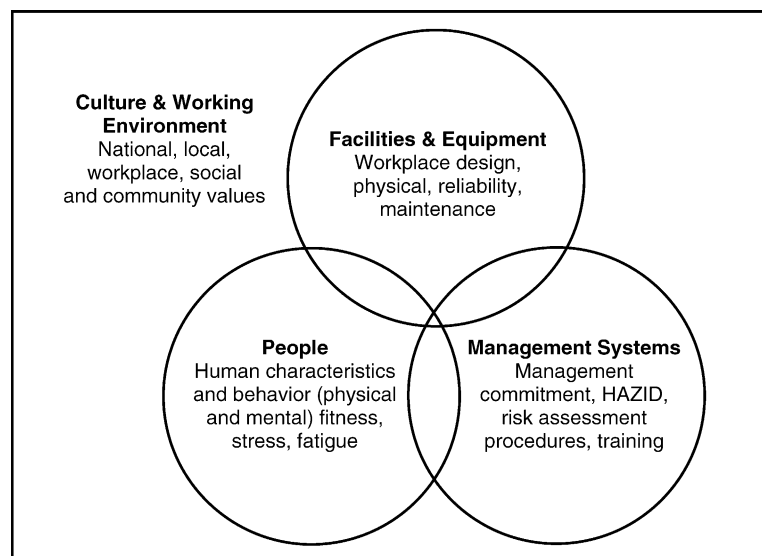 Culture & Working
Environment
National, local,
workplace, social
and community values
Facilities & Equipment
Workplace design,
physical, reliability,
maintenance
People
Human characteristics
and behavior (physical
and mental) fitness,
stress, fatigue
Management Systems
Management
commitment, HAZID,
risk assessment
procedures, training